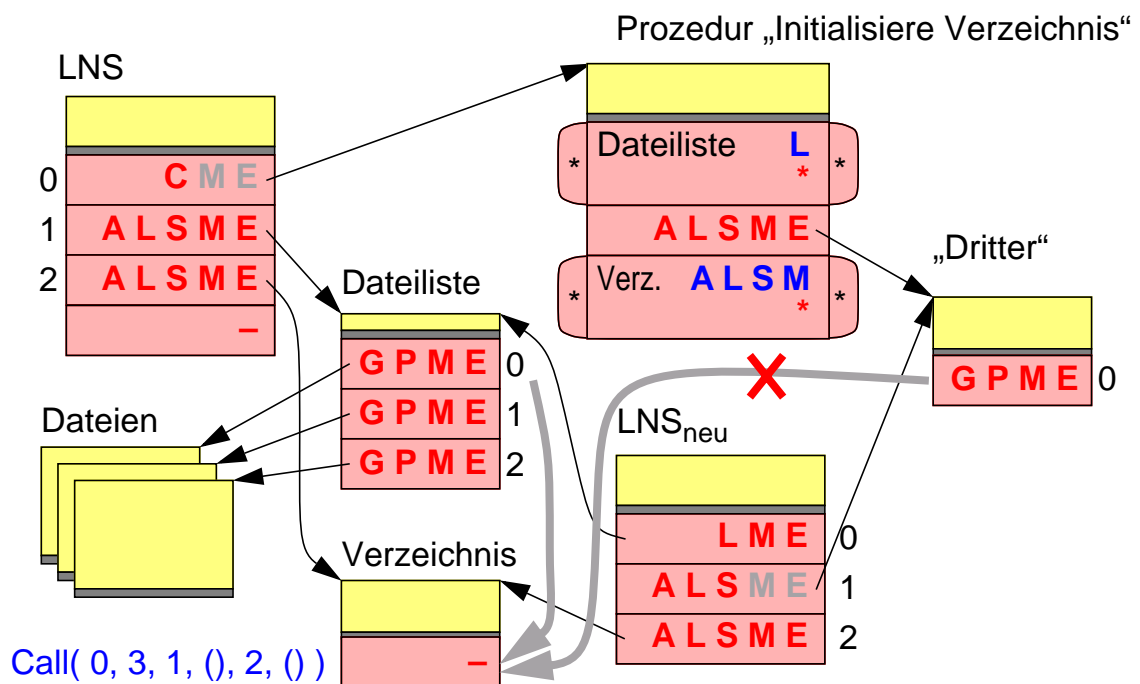 Prozedur „Initialisiere Verzeichnis“
LNS
0 C M E
1 A L S M E
2 A L S M E
–
* Dateiliste L *
*
A L S M E
* Verz. A L S M *
*
„Dritter“
G P M E 0
Dateiliste
G P M E 0
G P M E 1
G P M E 2
Dateien
LNSneu
L M E 0
A L S M E 1
A L S M E 2
Verzeichnis
–
Call( 0, 3, 1, (), 2, () )